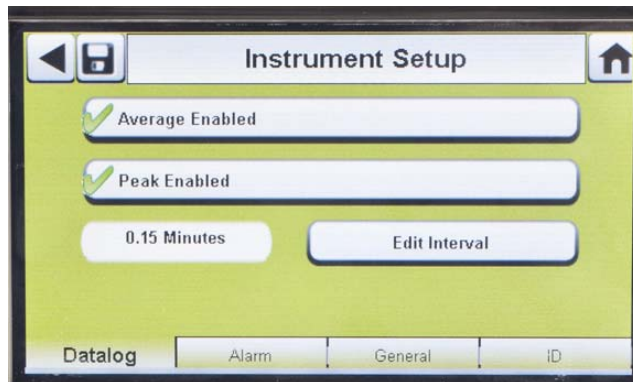 Instrument Setup
Average Enabled
Peak Enabled
0.15 Minutes Edit Interval
Datalog Alarm General ID